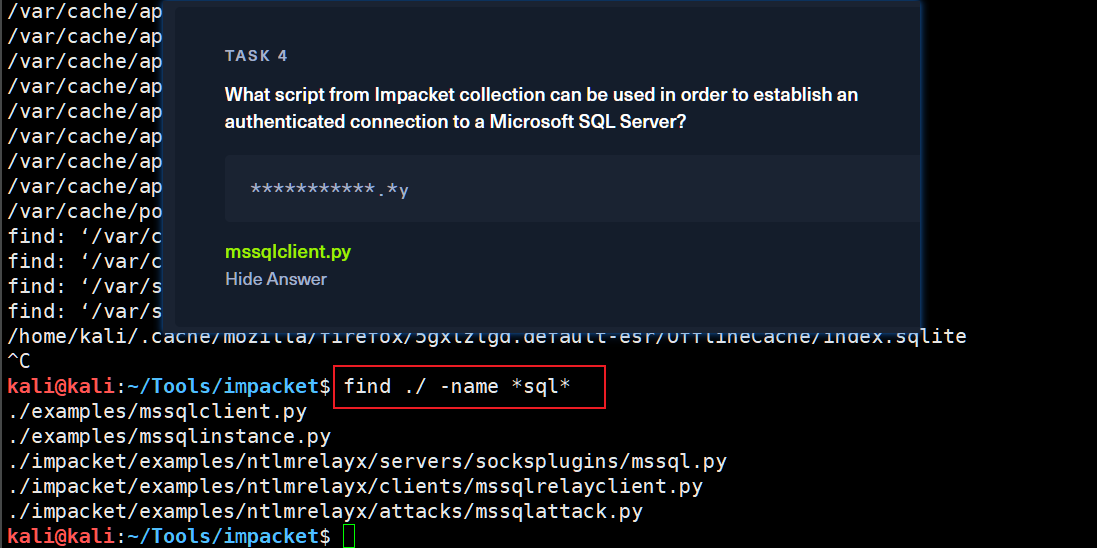 /var/cache/ap
/var/cache/ap
/var/cache/ap
/var/cache/ap
/var/cache/ap
/var/cache/ap
/var/cache/ap
/var/cache/ap
/var/cache/po
find: ‘/var/c
find: ‘/var/c
find: ‘/var/s
find: ‘/var/s
TASK 4
What script from Impacket collection can be used in order to establish an
authenticated connection to a Microsoft SQL Server?
***********.*y
mssqlclient.py
Hide Answer
/home/kali/.cache/mozilla/firefox/5gxlzlgd.default-esr/OfflineCache/index.sqlite
^C
kali@kali:~/Tools/impacket$ find ./ -name *sql*
./examples/mssqlclient.py
./examples/mssqlinstance.py
./impacket/examples/ntlmrelayx/servers/socksplugins/mssql.py
./impacket/examples/ntlmrelayx/clients/mssqlrelayclient.py
./impacket/examples/ntlmrelayx/attacks/mssqlattack.py
kali@kali:~/Tools/impacket$